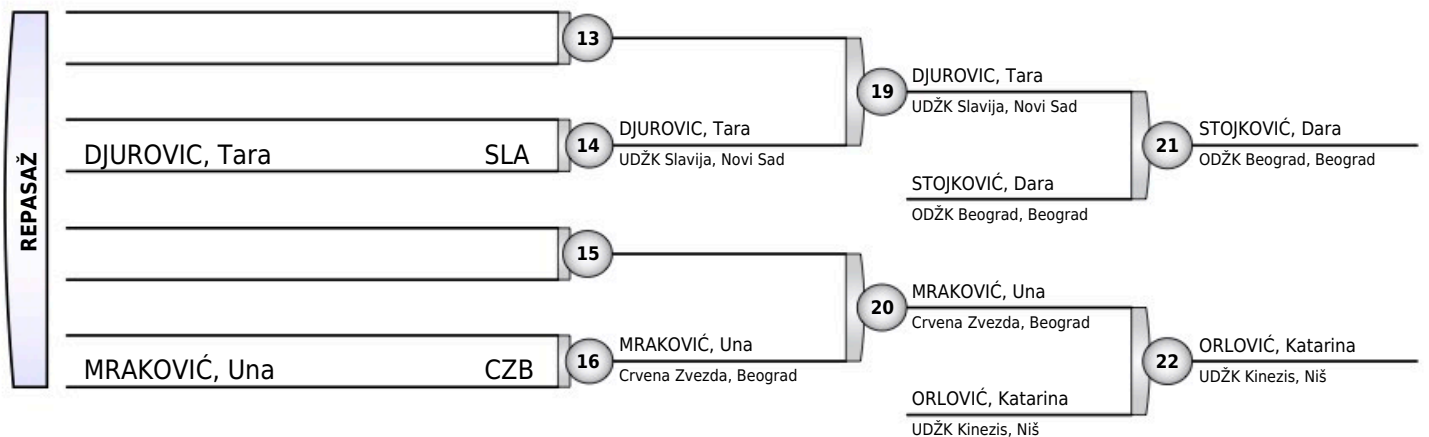 REPASAŽ
13
DJUROVIC, Tara SLA
14
DJUROVIC, Tara
UDŽK Slavija, Novi Sad
19
DJUROVIC, Tara
UDŽK Slavija, Novi Sad
STOJKOVIĆ, Dara
ODŽK Beograd, Beograd
21
STOJKOVIĆ, Dara
ODŽK Beograd, Beograd
15
MRAKOVIĆ, Una CZB
16
MRAKOVIĆ, Una
Crvena Zvezda, Beograd
20
MRAKOVIĆ, Una
Crvena Zvezda, Beograd
ORLOVIĆ, Katarina
UDŽK Kinezis, Niš
22
ORLOVIĆ, Katarina
UDŽK Kinezis, Niš